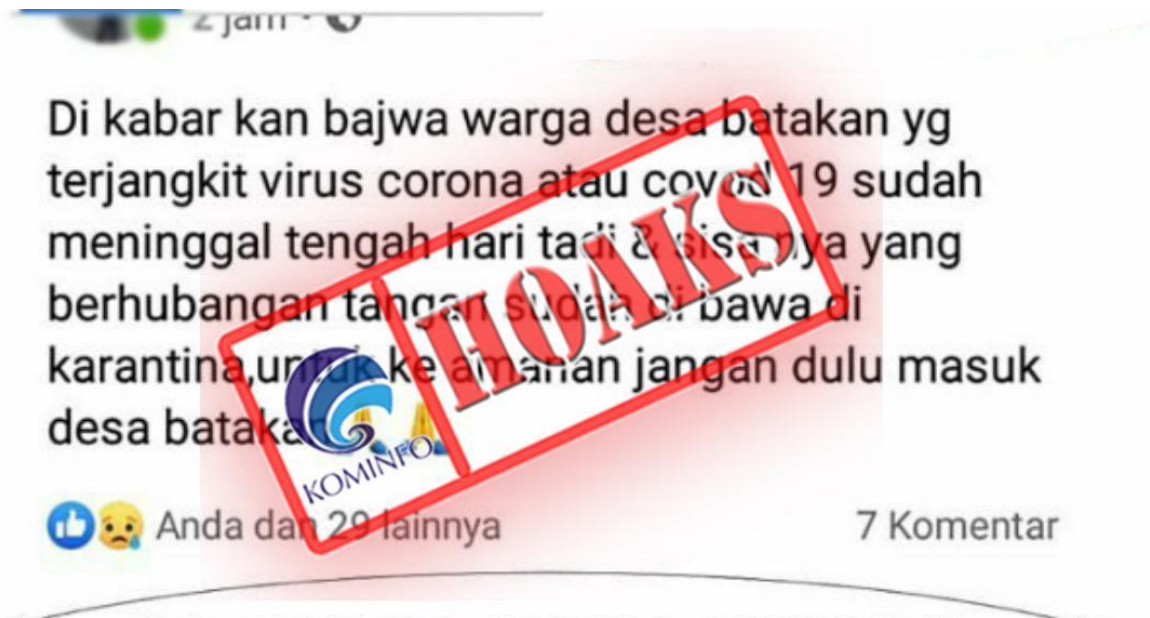 2 jam
Di kabar kan bajwa warga desa batakan yg
terjangkit virus corona atau covod 19 sudah
meninggal tengah hari tadi & sisa nya yang
berhubangan tangan sudah di bawa di
karantina,untuk ke amanan jangan dulu masuk
desa batakan
HOAKS
KOMINFO
Anda dan 29 lainnya
7 Komentar